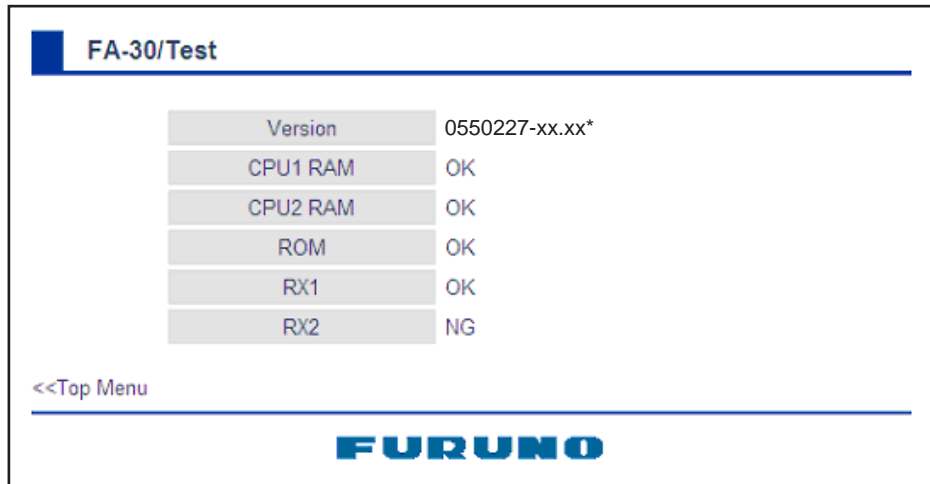 FA-30/Test
Version 0550227-xx.xx*
CPU1 RAM OK
CPU2 RAM OK
ROM OK
RX1 OK
RX2 NG
<<Top Menu
FURUNO